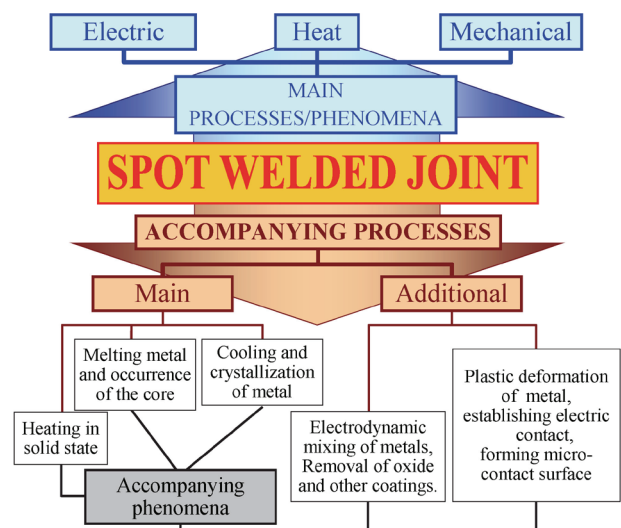 Electric
Heat
Mechanical
MAIN
PROCESSES/PHENOMENA
SPOT WELDED JOINT
ACCOMPANYING PROCESSES
Main
Additional
Heating in
solid state
Melting metal
and occurrence
of the core
Cooling and
crystallization
of metal
Electrodynamic
mixing of metals,
Removal of oxide
and other coatings.
Plastic deformation
of metal,
establishing electric
contact,
forming micro-
contact surface
Accompanying
phenomena